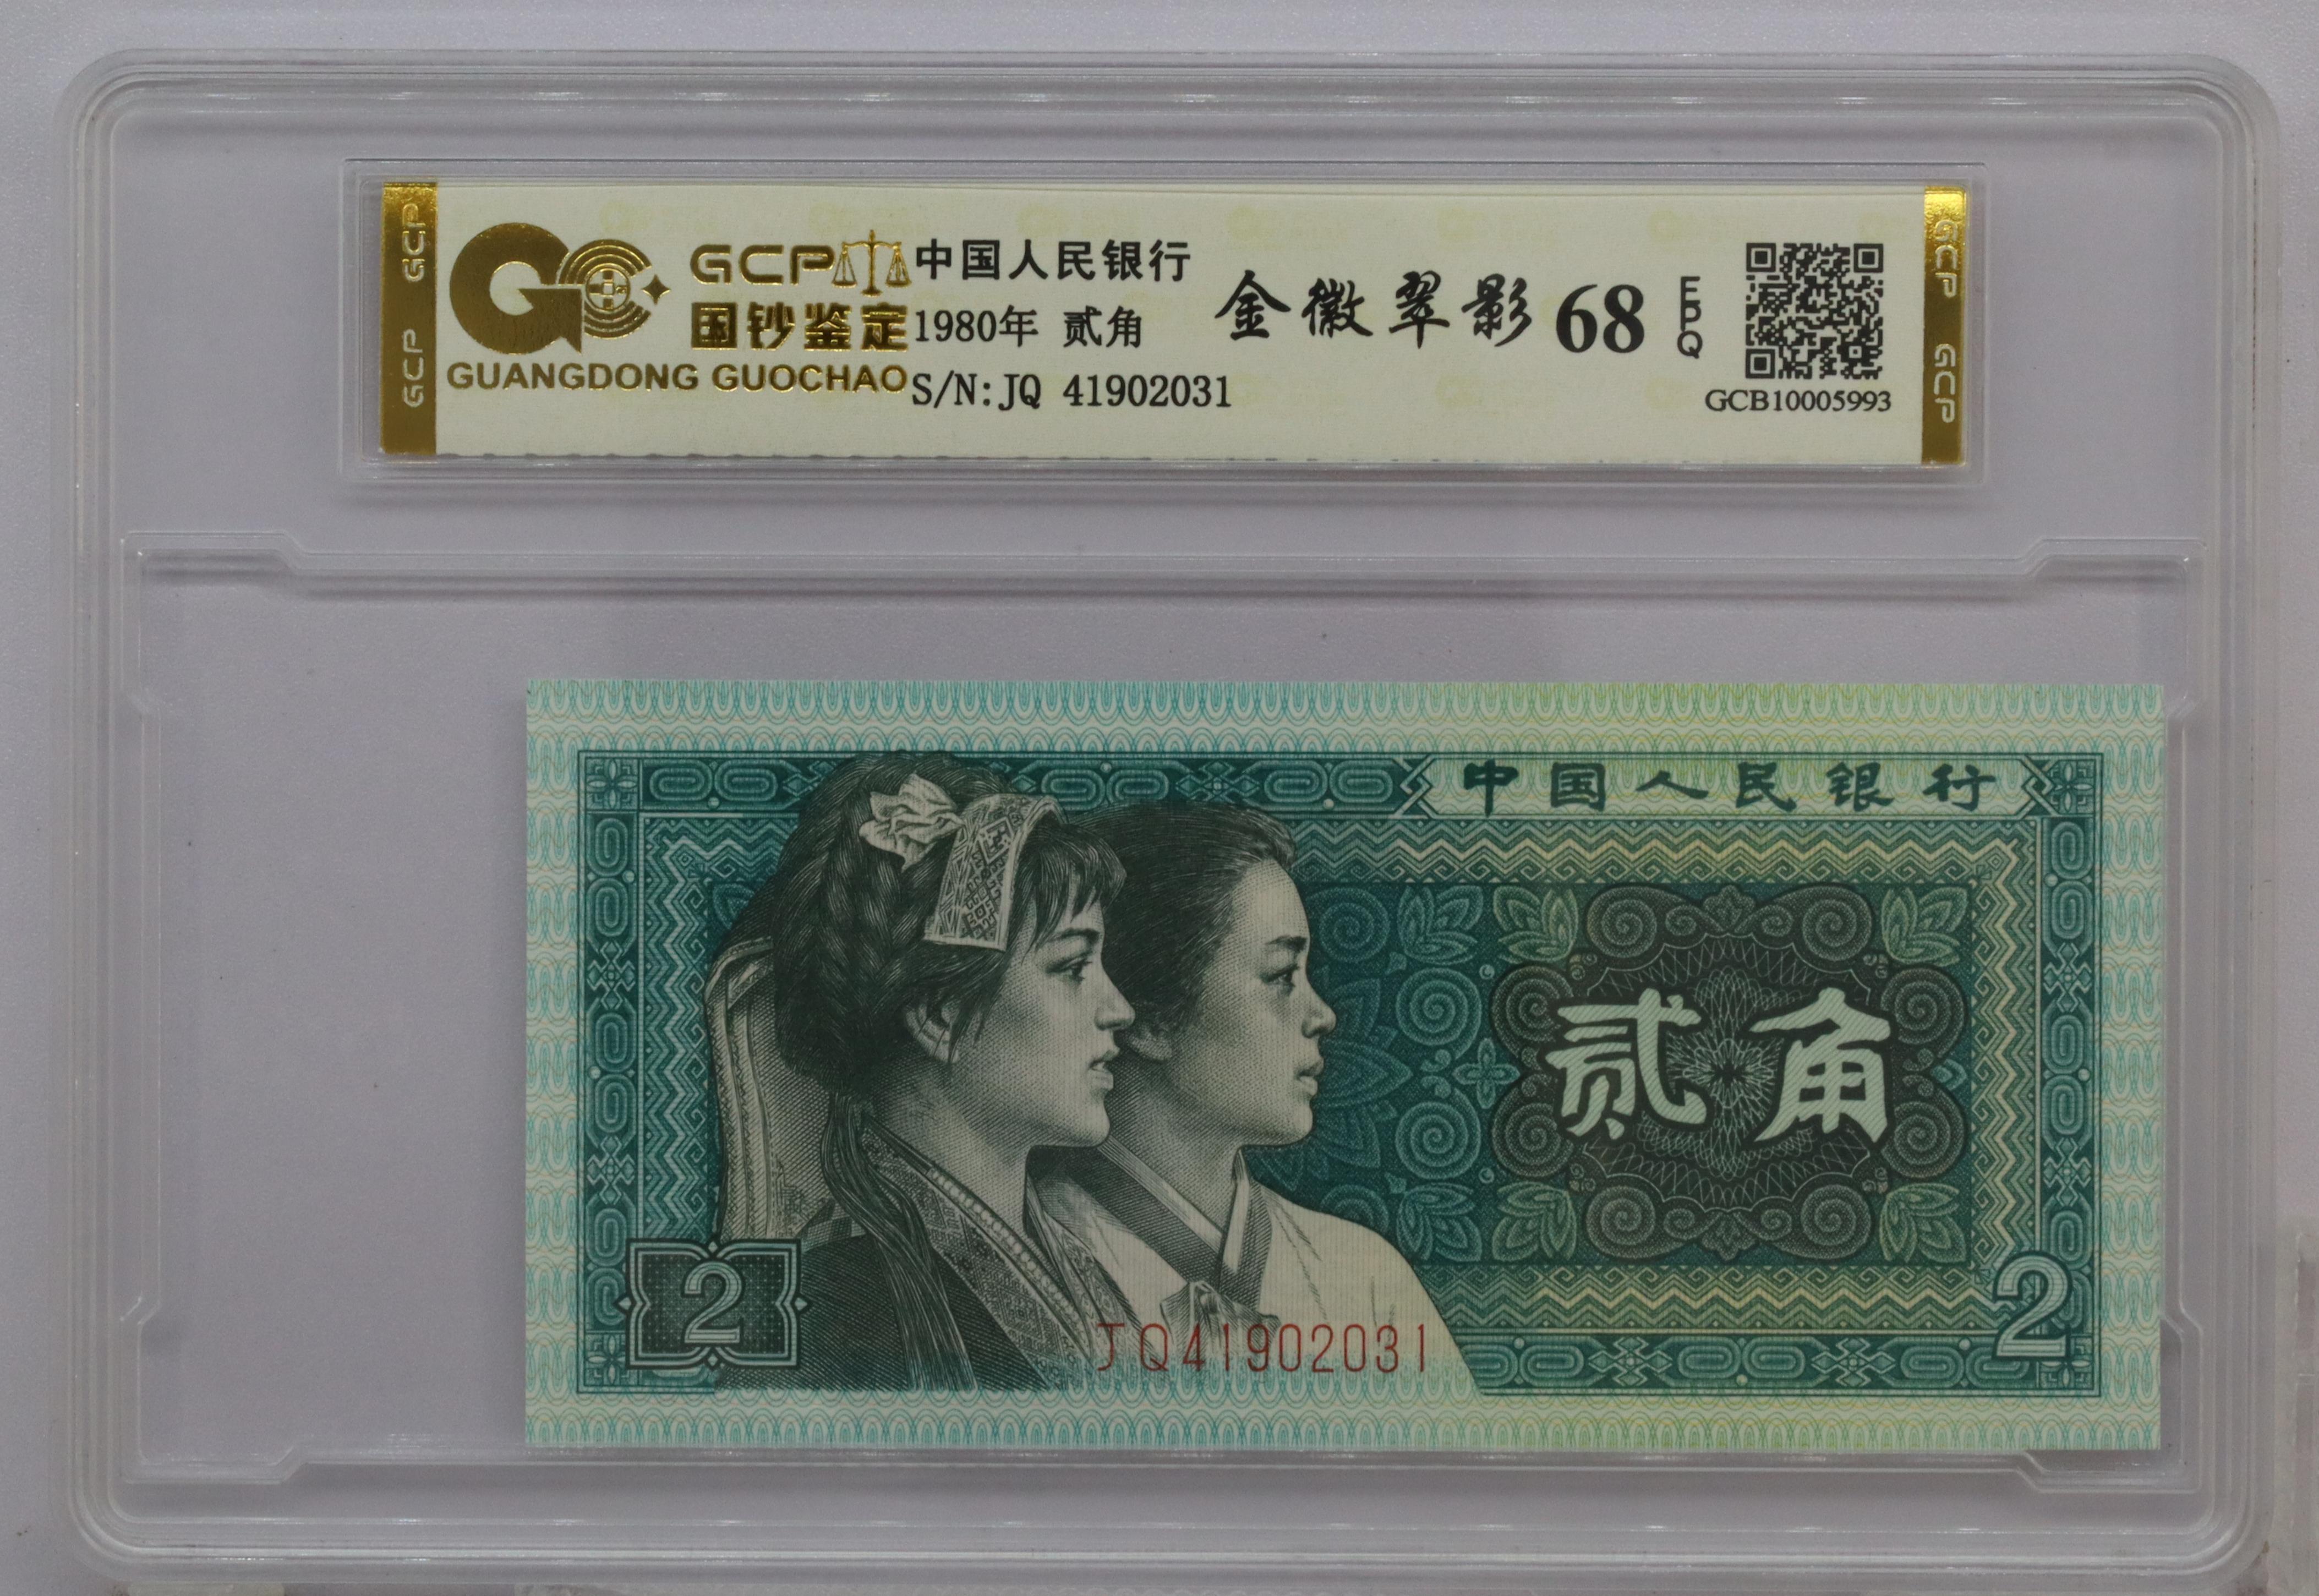 GCP GCP
GCP
国钞鉴定
GUANGDONG GUOCHAO
中国人民银行
1980年 贰角
S/N:JQ 41902031
金徽翠影 68 EPQ
GCB10005993
GCP GCP
中国人民银行
贰角
2
JQ41902031
2